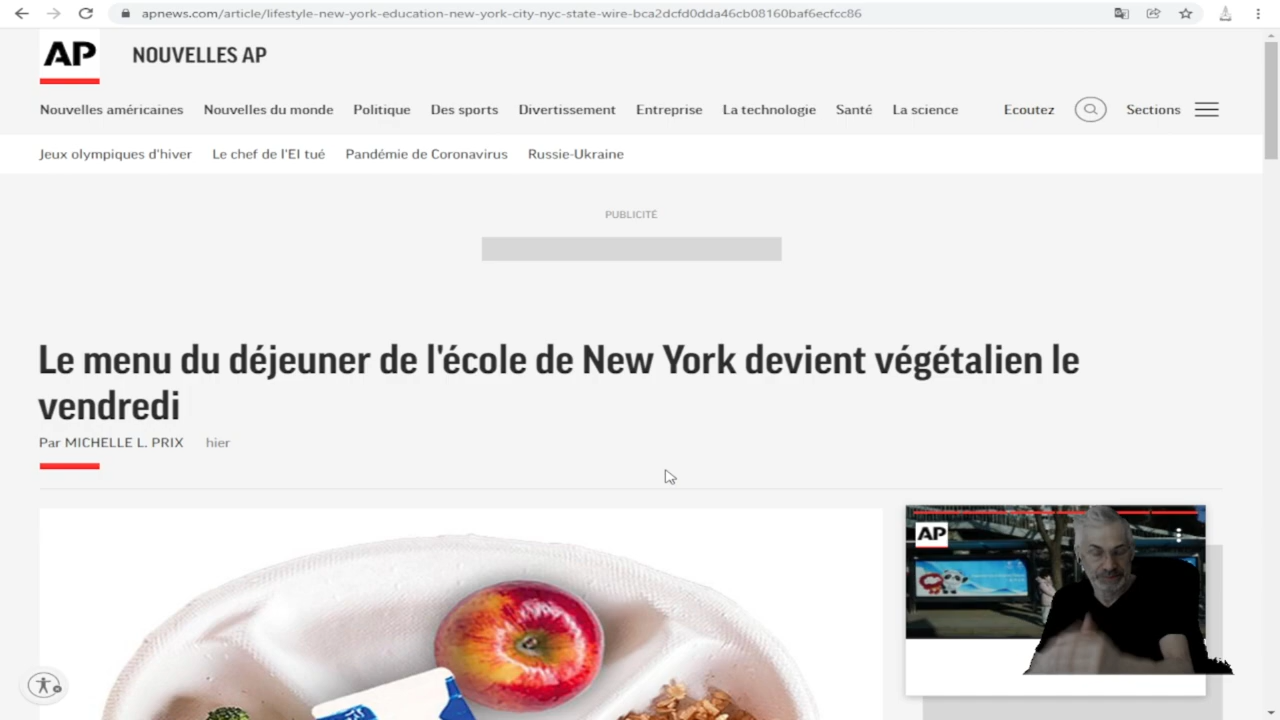 apnews.com/article/lifestyle-new-york-education-new-york-city-nyc-state-wire-bca2dcfd0dda46cb08160baf6ecfcc86
AP NOUVELLES AP
Nouvelles américaines Nouvelles du monde Politique Des sports Divertissement Entreprise La technologie Santé La science Ecoutez Sections
Jeux olympiques d'hiver Le chef de l'EI tué Pandémie de Coronavirus Russie-Ukraine
PUBLICITÉ
Le menu du déjeuner de l'école de New York devient végétalien le
vendredi
Par MICHELLE L. PRIX hier
AP